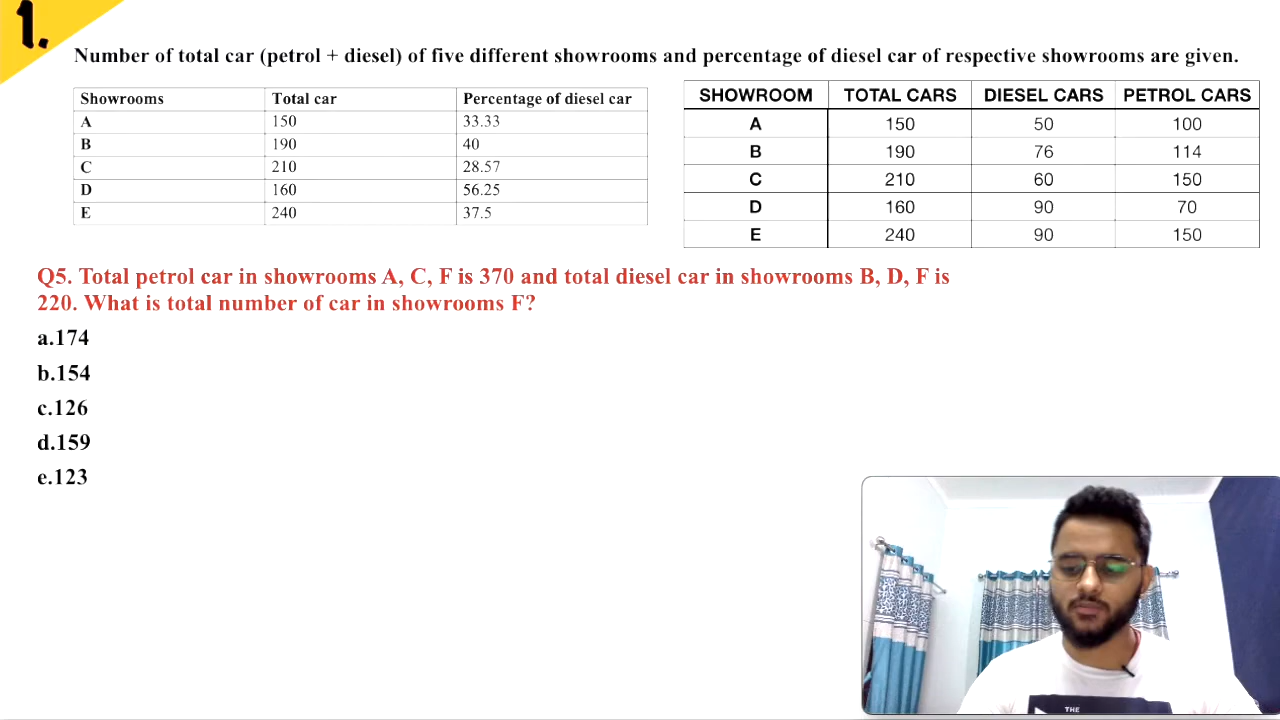 1.
Number of total car (petrol + diesel) of five different showrooms and percentage of diesel car of respective showrooms are given.
Showrooms Total car Percentage of diesel car
A 150 33.33
B 190 40
C 210 28.57
D 160 56.25
E 240 37.5
SHOWROOM TOTAL CARS DIESEL CARS PETROL CARS
A 150 50 100
B 190 76 114
C 210 60 150
D 160 90 70
E 240 90 150
Q5. Total petrol car in showrooms A, C, F is 370 and total diesel car in showrooms B, D, F is
220. What is total number of car in showrooms F?
a.174
b.154
c.126
d.159
e.123
THE